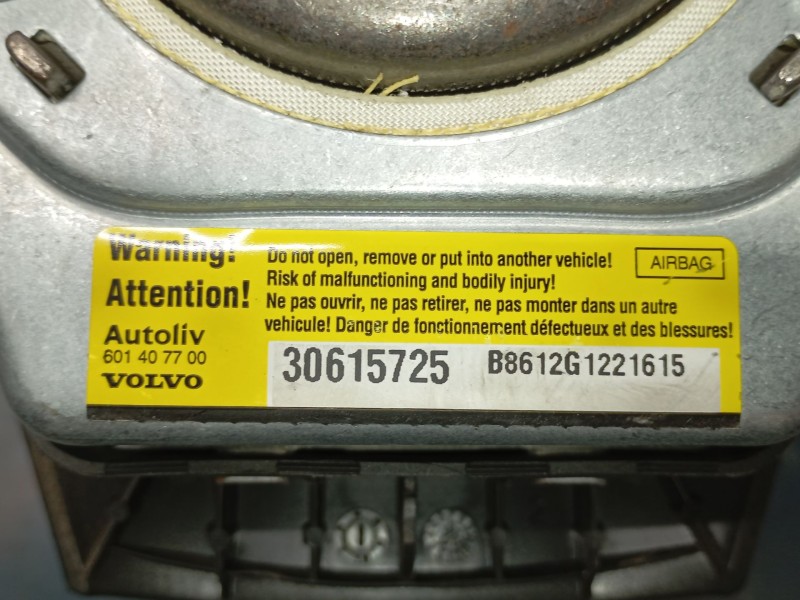 Warning!
Attention!
Autoliv
601 40 77 00
VOLVO
Do not open, remove or put into another vehicle!
Risk of malfunctioning and bodily injury!
Ne pas ouvrir, ne pas retirer, ne pas monter dans un autre
vehicule! Danger de fonctionnement défectueux et des blessures!
AIRBAG
30615725
B8612G1221615